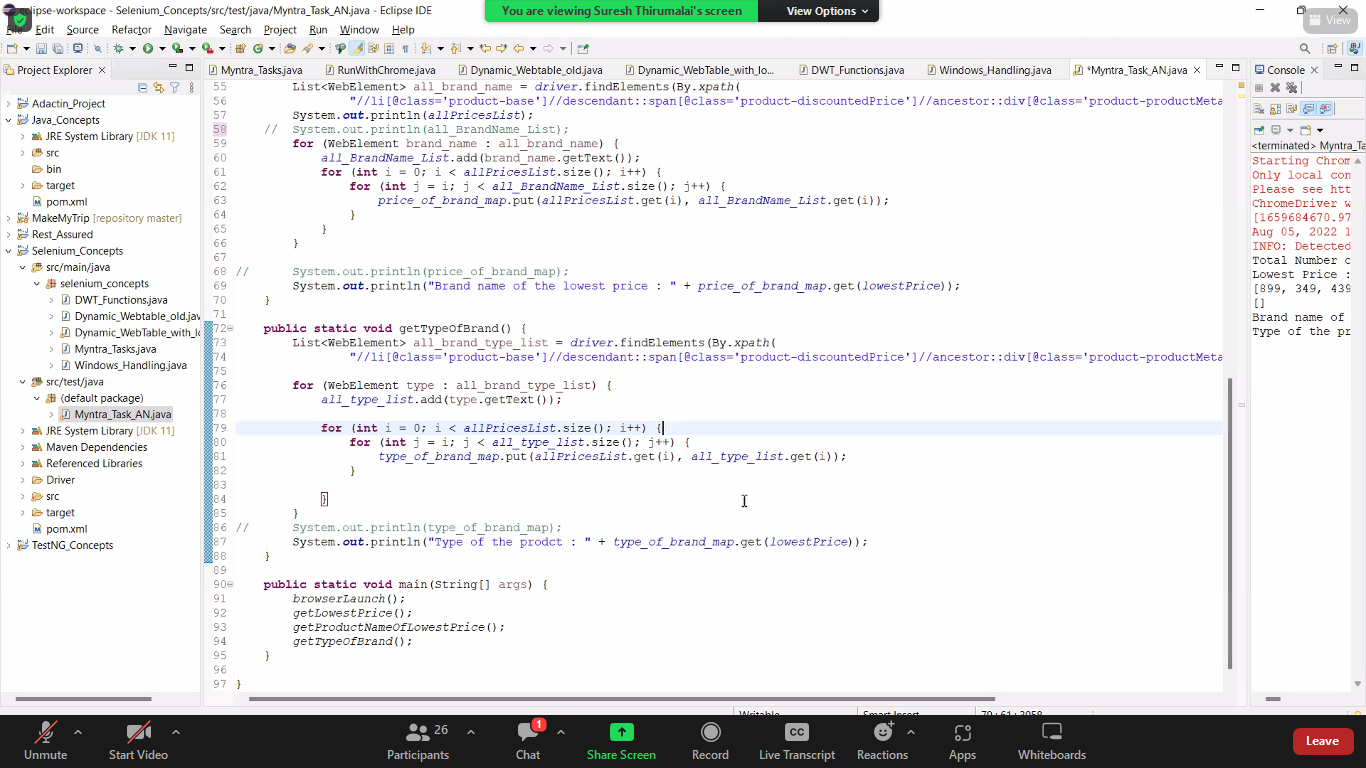 eclipse-workspace - Selenium_Concepts/src/test/java/Myntra_Task_AN.java - Eclipse IDE
You are viewing Suresh Thirumalai's screen
View Options
View
File Edit Source Refactor Navigate Search Project Run Window Help
Project Explorer
Myntra_Tasks.java
RunWithChrome.java
Dynamic_Webtable_old.java
Dynamic_WebTable_with_lo...
DWT_Functions.java
Windows_Handling.java
*Myntra_Task_AN.java
Console
Adactin_Project
Java_Concepts
JRE System Library [JDK 11]
src
bin
target
pom.xml
MakeMyTrip [repository master]
Rest_Assured
Selenium_Concepts
src/main/java
selenium_concepts
DWT_Functions.java
Dynamic_Webtable_old.jav
Dynamic_WebTable_with_lo
Myntra_Tasks.java
Windows_Handling.java
src/test/java
(default package)
Myntra_Task_AN.java
JRE System Library [JDK 11]
Maven Dependencies
Referenced Libraries
Driver
src
target
pom.xml
TestNG_Concepts
55 List<WebElement> all_brand_name = driver.findElements(By.xpath(
56 "//li[@class='product-base']//descendant::span[@class='product-discountedPrice']//ancestor::div[@class='product-productMeta
57 System.out.println(allPricesList);
58 // System.out.println(all_BrandName_List);
59 for (WebElement brand_name : all_brand_name) {
60 all_BrandName_List.add(brand_name.getText());
61 for (int i = 0; i < allPricesList.size(); i++) {
62 for (int j = i; j < all_BrandName_List.size(); j++) {
63 price_of_brand_map.put(allPricesList.get(i), all_BrandName_List.get(i));
64 }
65 }
66 }
67
68 // System.out.println(price_of_brand_map);
69 System.out.println("Brand name of the lowest price : " + price_of_brand_map.get(lowestPrice));
70 }
71
72 public static void getTypeOfBrand() {
73 List<WebElement> all_brand_type_list = driver.findElements(By.xpath(
74 "//li[@class='product-base']//descendant::span[@class='product-discountedPrice']//ancestor::div[@class='product-productMeta
75
76 for (WebElement type : all_brand_type_list) {
77 all_type_list.add(type.getText());
78
79 for (int i = 0; i < allPricesList.size(); i++) {
80 for (int j = i; j < all_type_list.size(); j++) {
81 type_of_brand_map.put(allPricesList.get(i), all_type_list.get(i));
82 }
83
84 }
85 }
86 // System.out.println(type_of_brand_map);
87 System.out.println("Type of the prodct : " + type_of_brand_map.get(lowestPrice));
88 }
89
90 public static void main(String[] args) {
91 browserLaunch();
92 getLowestPrice();
93 getProductNameOfLowestPrice();
94 getTypeOfBrand();
95 }
96
97 }
<terminated> Myntra_Ta
Starting Chrom
Only local con
Please see htt
ChromeDriver w
[1659684670.97
Aug 05, 2022 1
INFO: Detected
Total Number o
Lowest Price :
[899, 349, 439
[]
Brand name of
Type of the pr
Writable
Smart Insert
79 : 61 : 3058
Unmute
Start Video
26
Participants
1
Chat
Share Screen
Record
CC
Live Transcript
Reactions
Apps
Whiteboards
Leave